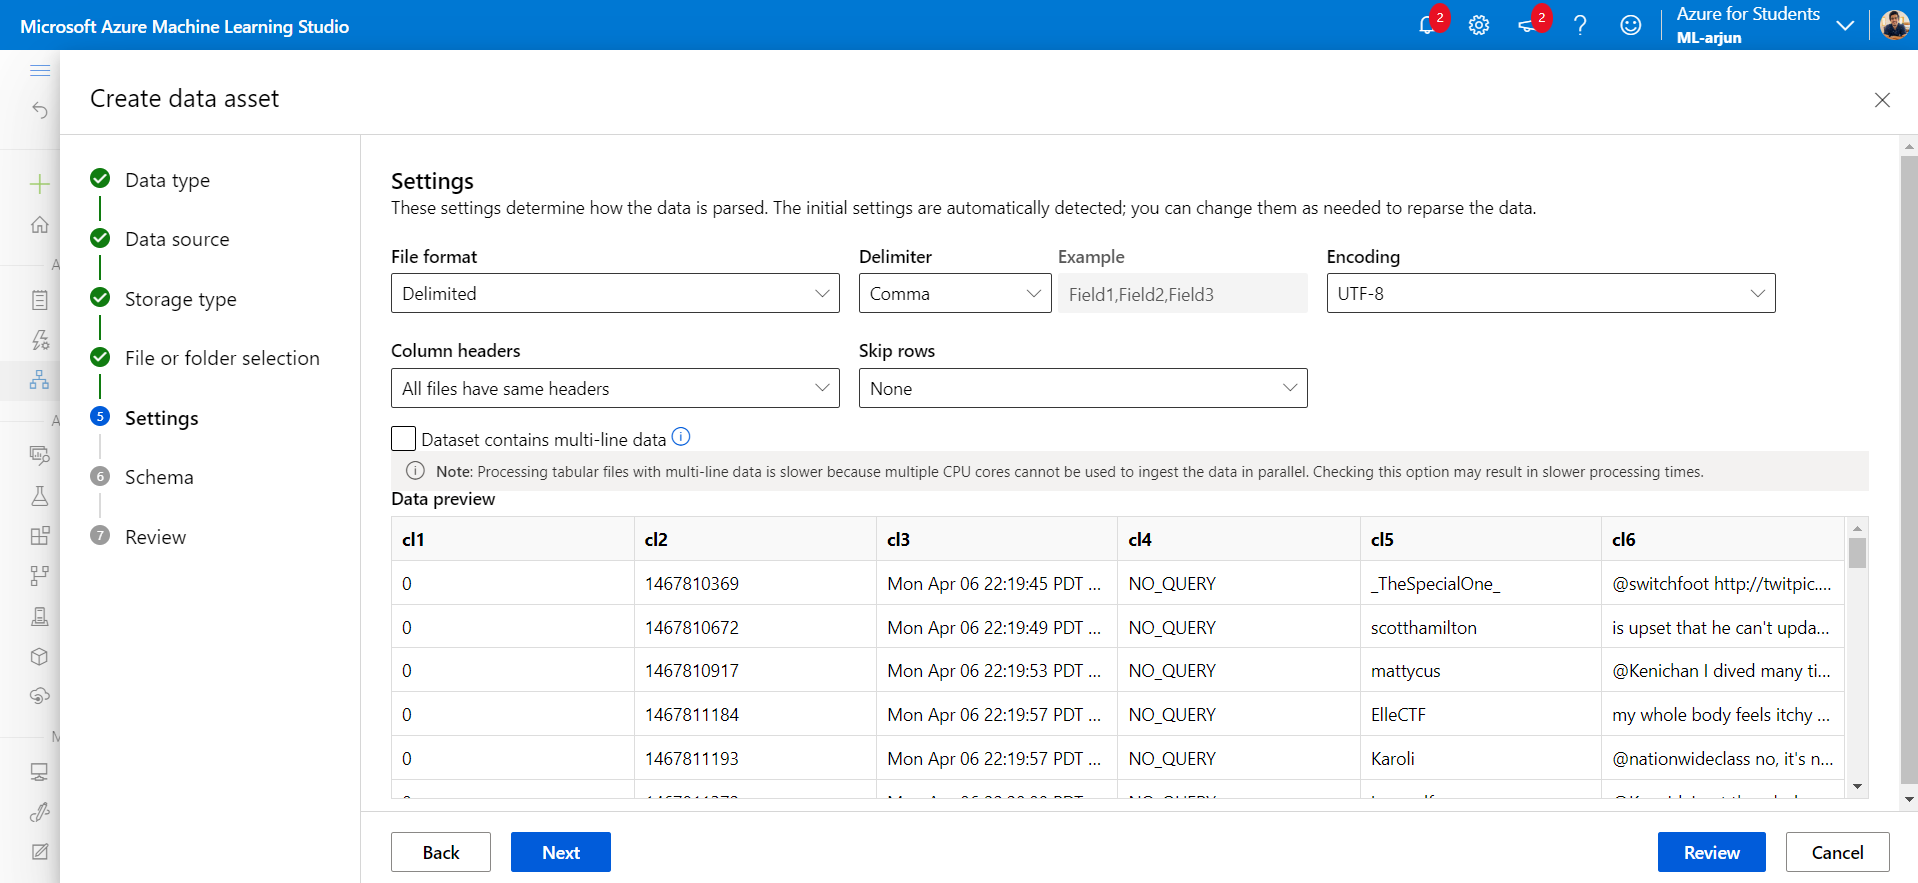 Microsoft Azure Machine Learning Studio
2
2
Azure for Students
ML-arjun
Create data asset
Data type
Data source
Storage type
File or folder selection
5 Settings
6 Schema
7 Review
A
A
M
Settings
These settings determine how the data is parsed. The initial settings are automatically detected; you can change them as needed to reparse the data.
File format Delimiter Example Encoding
Delimited Comma Field1,Field2,Field3 UTF-8
Column headers Skip rows
All files have same headers None
Dataset contains multi-line data
Note: Processing tabular files with multi-line data is slower because multiple CPU cores cannot be used to ingest the data in parallel. Checking this option may result in slower processing times.
Data preview
cl1 cl2 cl3 cl4 cl5 cl6
0 1467810369 Mon Apr 06 22:19:45 PDT ... NO_QUERY _TheSpecialOne_ @switchfoot http://twitpic....
0 1467810672 Mon Apr 06 22:19:49 PDT ... NO_QUERY scotthamilton is upset that he can't upda...
0 1467810917 Mon Apr 06 22:19:53 PDT ... NO_QUERY mattycus @Kenichan I dived many ti...
0 1467811184 Mon Apr 06 22:19:57 PDT ... NO_QUERY ElleCTF my whole body feels itchy ...
0 1467811193 Mon Apr 06 22:19:57 PDT ... NO_QUERY Karoli @nationwideclass no, it's n...
Back Next Review Cancel